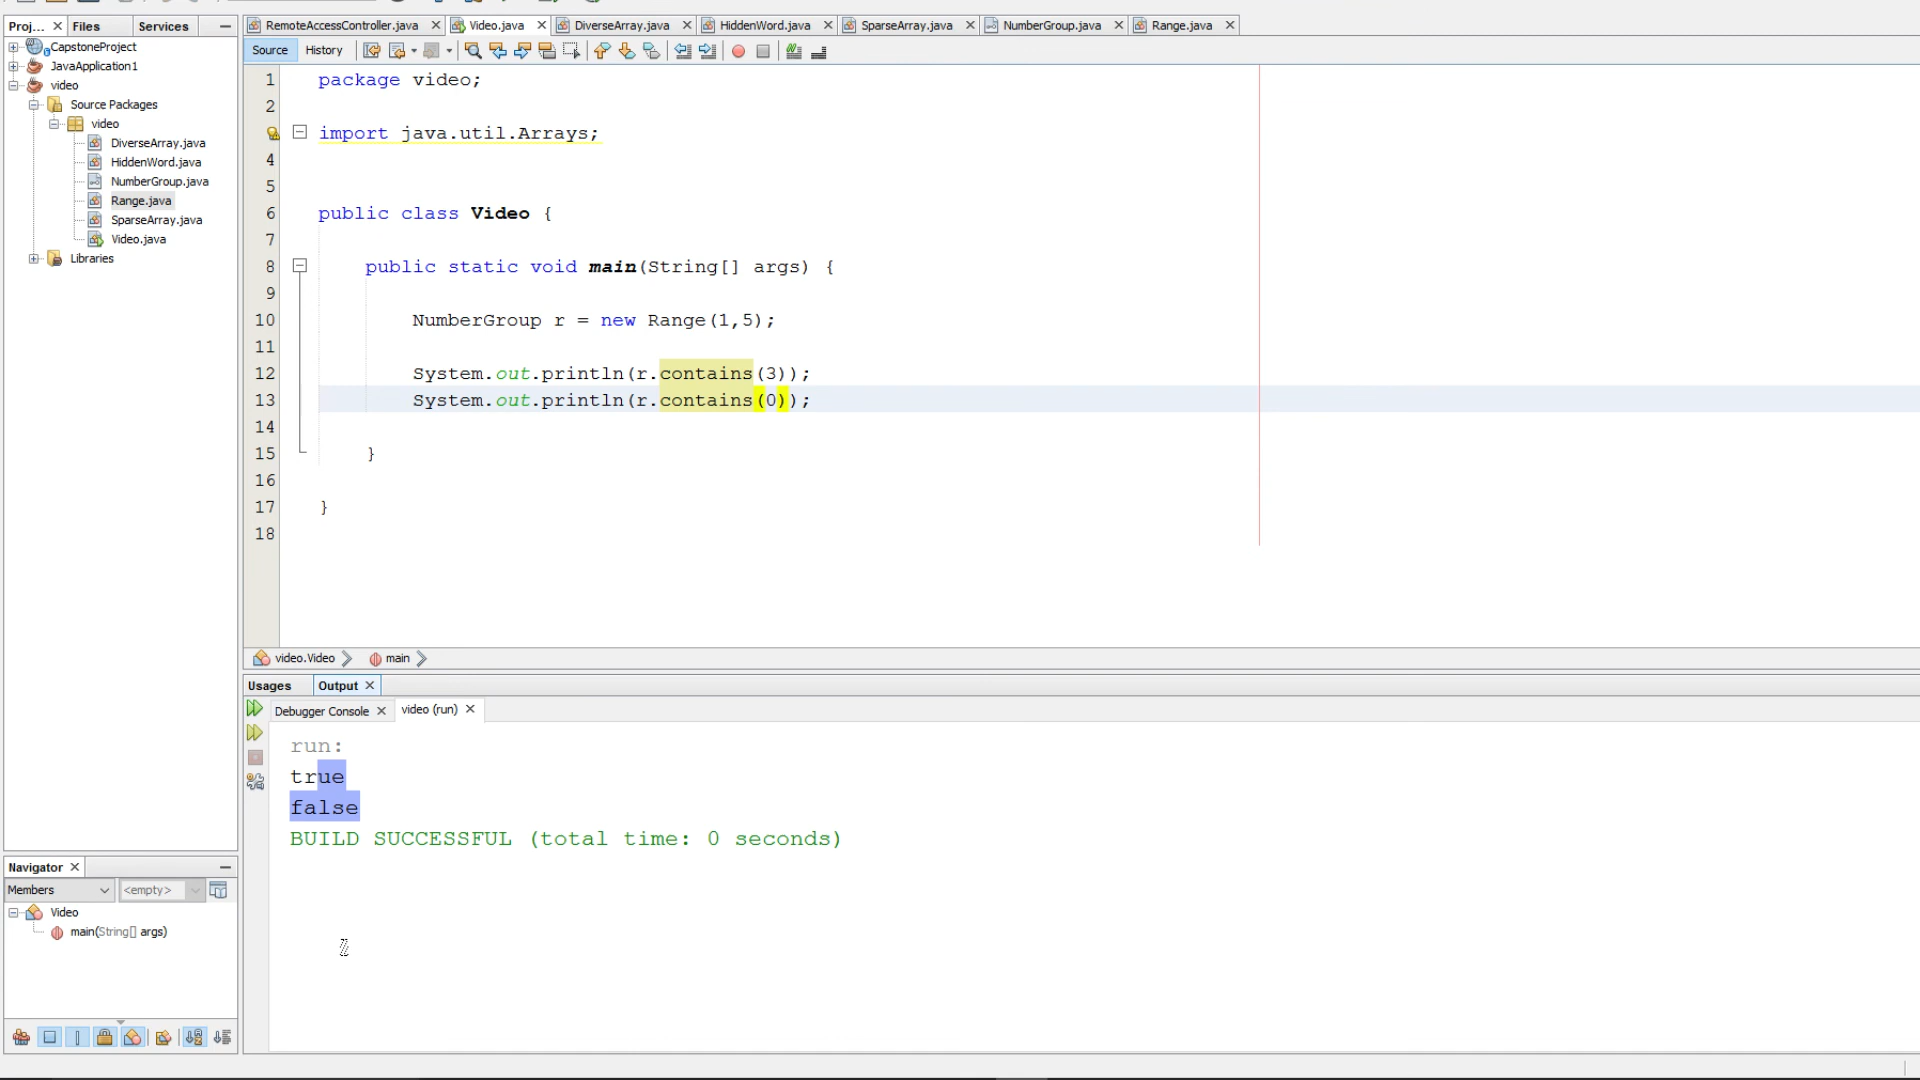 Proj...
Files
Services
CapstoneProject
JavaApplication1
video
Source Packages
video
DiverseArray.java
HiddenWord.java
NumberGroup.java
Range.java
SparseArray.java
Video.java
Libraries
RemoteAccessController.java
Video.java
DiverseArray.java
HiddenWord.java
SparseArray.java
NumberGroup.java
Range.java
Source
History
1 package video;
2
import java.util.Arrays;
4
5
6 public class Video {
7
8 public static void main(String[] args) {
9
10 NumberGroup r = new Range(1,5);
11
12 System.out.println(r.contains(3));
13 System.out.println(r.contains(0));
14
15 }
16
17 }
18
video.Video
main
Usages
Output
Debugger Console
video (run)
run:
true
false
BUILD SUCCESSFUL (total time: 0 seconds)
Navigator
Members
<empty>
Video
main(String[] args)